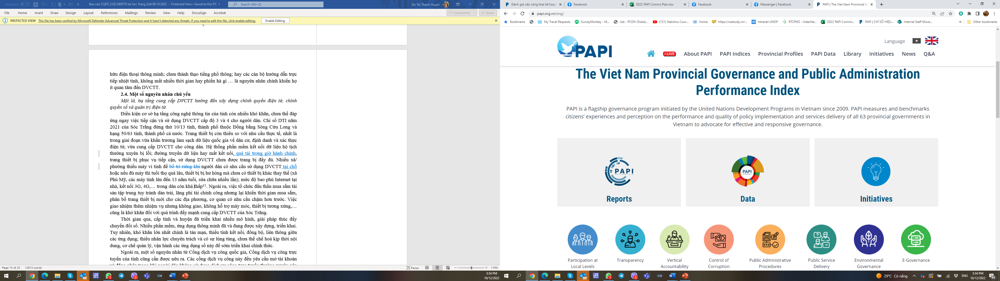 AutoSave Off
Bao cao CQDT_CQS DBDTTS tai Soc Trang_Edit.09.10.2022 - Protected View • Saved to this PC
Search (Alt+Q)
Do Thi Thanh Huyen
File Home Insert Draw Design Layout References Mailings Review View Help DocuSign Acrobat
Comments Share
PROTECTED VIEW This file has been verified by Microsoft Defender Advanced Threat Protection and it hasn't detected any threats. If you need to edit this file, click enable editing. Enable Editing
8
hữu điện thoại thông minh; chưa thành thạo tiếng phổ thông; hay các cán bộ hướng dẫn trực
tiếp nhiệt tình, không mất nhiều thời gian hay phiền hà gì … là nguyên nhân chính khiến họ
ít quan tâm đến DVCTT.
2.4. Một số nguyên nhân chủ yếu
Một là, hạ tầng cung cấp DVCTT hướng đến xây dựng chính quyền điện tử, chính
quyền số và quản trị điện tử
Điều kiện cơ sở hạ tầng công nghệ thông tin của tỉnh còn nhiều khó khăn, chưa thể đáp
ứng ngay việc tiếp cận và sử dụng DVCTT cấp độ 3 và 4 cho người dân. Chỉ số DTI năm
2021 của Sóc Trăng đứng thứ 10/13 tỉnh, thành phố thuộc Đồng bằng Sông Cửu Long và
hạng 50/63 tỉnh, thành phố cả nước. Trang thiết bị còn thiếu so với nhu cầu thực tế, nhất là
trong giai đoạn vừa khẩn trương làm sạch dữ liệu quốc gia về dân cư, định danh và xác thực
điện tử, vừa cung cấp DVCTT cho công dân. Hệ thống phần mềm kết nối dữ liệu hộ tịch
thường xuyên bị lỗi; đường truyền dữ liệu hay mất kết nối, quá tải trong giờ hành chính,
trang thiết bị phục vụ tiếp cận, sử dụng DVCTT chưa được trang bị đầy đủ. Nhiều xã/
phường thiếu máy vi tính để bố trí riêng khi người dân có nhu cầu sử dụng DVCTT tại chỗ
hoặc nếu đủ máy thì tuổi thọ quá lâu, thiết bị bị hư hỏng mà chưa có thiết bị khác thay thế (xã
Phú Mỹ, các máy tính lên đến 13 năm tuổi, sửa chữa nhiều lần); mức độ bao phủ Internet tại
nhà, kết nối 3G, 4G,… trong dân còn khá thấp11. Ngoài ra, việc tổ chức đấu thầu mua sắm tài
sản tập trung tuy tránh dàn trải, lãng phí tài chính công nhưng lại khiến thời gian mua sắm,
phân bổ trang thiết bị mới cho các địa phương, cơ quan có nhu cầu chậm hơn trước. Việc
giao nhiệm thêm nhiệm vụ nhưng không giao, không hỗ trợ máy móc, thiết bị tương xứng,…
cũng là khó khăn đối với quá trình đẩy mạnh cung cấp DVCTT của Sóc Trăng.
Thời gian qua, cấp tỉnh và huyện đã triển khai nhiều mô hình, giải pháp thúc đẩy
chuyển đổi số. Nhiều phần mềm, ứng dụng thông minh đã và đang được xây dựng, triển khai.
Tuy nhiên, khó khăn lớn nhất chính là tản mạn, thiếu tính kết nối, đồng bộ, liên thông giữa
các ứng dụng; thiếu nhân lực chuyên trách và có sự lúng túng, chưa thể chế hoá kịp thời nội
dung, cơ chế quản lý, vận hành các ứng dụng số này để sớm triển khai chính thức.
Ngoài ra, một số nguyên nhân từ Cổng dịch vụ công quốc gia, Cổng dịch vụ công trực
tuyến của tỉnh cũng cần được nêu ra. Các cổng dịch vụ công này đều yêu cầu mở tài khoản
Page 15 of 25 12913 words
Focus 110%
3:34 PM
10/12/2022
Đánh giá việc công khai kế hoạch
Facebook
2022 PAPI Comms Plan.xlsx
Facebook
Messenger | Facebook
PAPI | The Viet Nam Provincial G
papi.org.vn/eng/
Bookmarks My Travel Requests SurveyMonkey - M... Job - PCDN Global,... (131) Statistics Cour... Home https://westudy.vn/... Intranet UNDP RTCPMS - IndexNe... 2022 PAPI Comms... PAPI | CHỈ SỐ HIỆU... Internal Staff Move... » Other bookmarks
Language
PAPI
LIVE About PAPI PAPI Indices Provincial Profiles PAPI Data Library Initiatives News Q&A
The Viet Nam Provincial Governance and Public Administration
Performance Index
PAPI is a flagship governance program initiated by the United Nations Development Programs in Vietnam since 2009. PAPI measures and benchmarks
citizens’ experiences and perception on the performance and quality of policy implementation and services delivery of all 63 provincial governments in
Vietnam to advocate for effective and responsive governance.
PAPI
PAPI
Reports Data Initiatives
Participation at
Local Levels
Transparency
Vertical
Accountability
Control of
Corruption
Public Administrative
Procedures
Public Service
Delivery
Environmental
Governance
E-Governance
29°C Có nắng
ENG
3:34 PM
10/12/2022
48